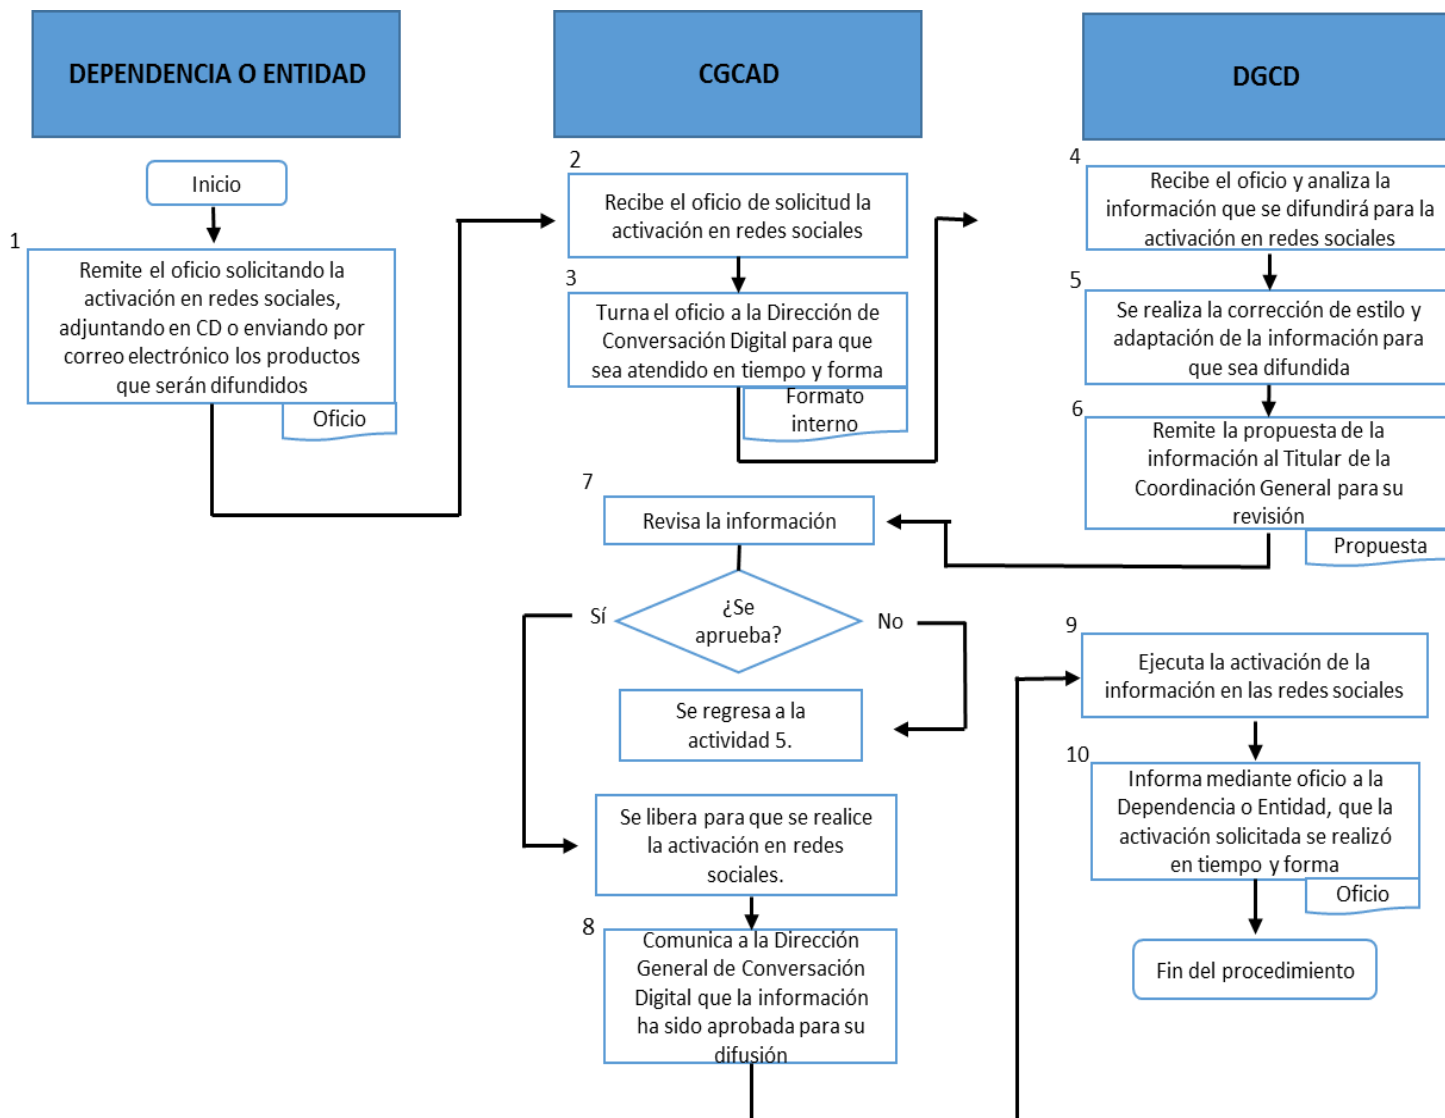 DEPENDENCIA O ENTIDAD
CGCAD
DGCD
Inicio
1
Remite el oficio solicitando la
activación en redes sociales,
adjuntando en CD o enviando por
correo electrónico los productos
que serán difundidos
Oficio
2
Recibe el oficio de solicitud la
activación en redes sociales
3
Turna el oficio a la Dirección de
Conversación Digital para que
sea atendido en tiempo y forma
Formato
interno
4
Recibe el oficio y analiza la
información que se difundirá para la
activación en redes sociales
5
Se realiza la corrección de estilo y
adaptación de la información para
que sea difundida
6
Remite la propuesta de la
información al Titular de la
Coordinación General para su
revisión
Propuesta
7
Revisa la información
¿Se
aprueba?
Sí
No
Se regresa a la
actividad 5.
Se libera para que se realice
la activación en redes
sociales.
8
Comunica a la Dirección
General de Conversación
Digital que la información
ha sido aprobada para su
difusión
9
Ejecuta la activación de la
información en las redes sociales
10
Informa mediante oficio a la
Dependencia o Entidad, que la
activación solicitada se realizó
en tiempo y forma
Oficio
Fin del procedimiento